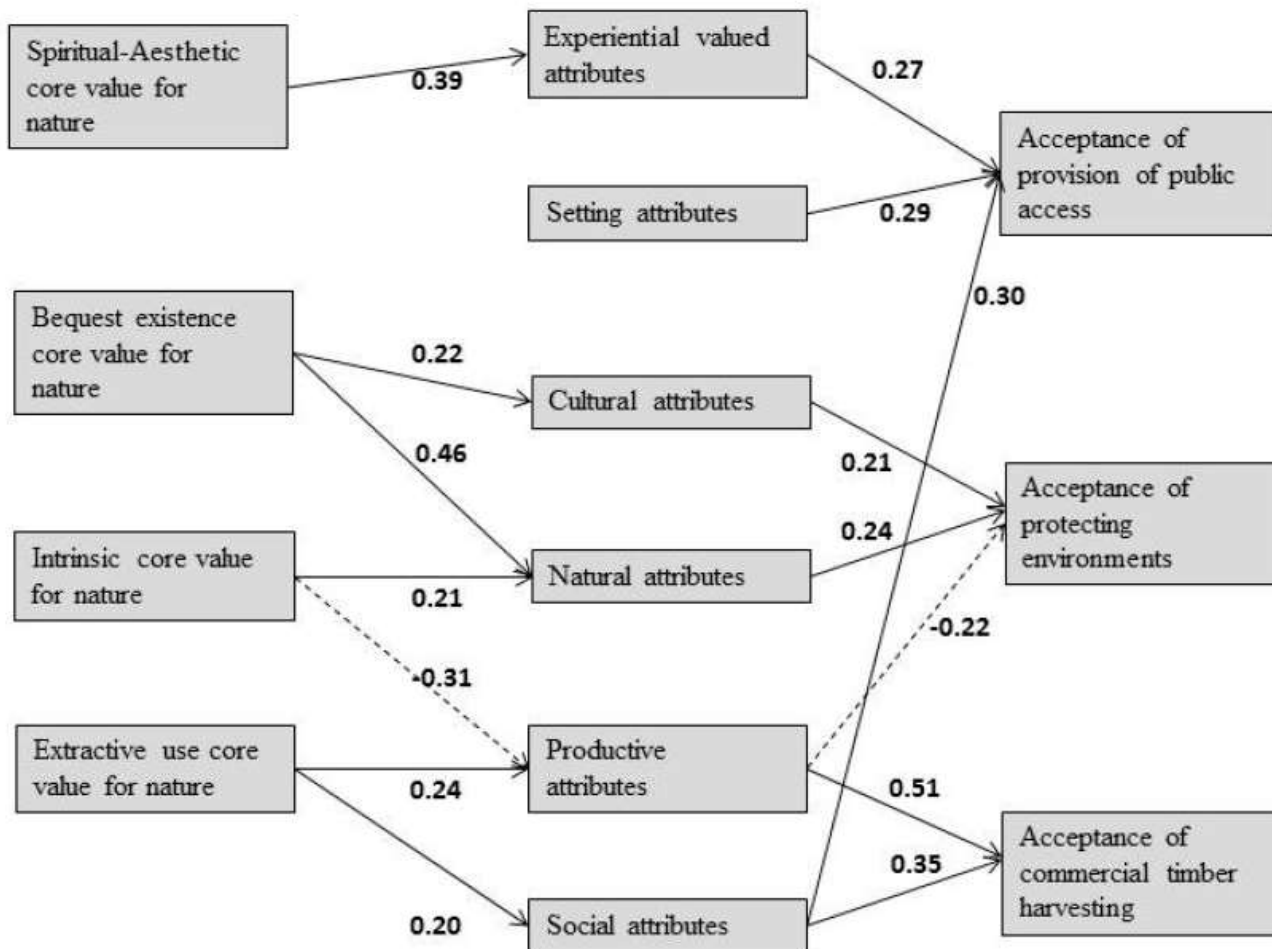 Spiritual-Aesthetic
core value for
nature
0.39
Experiential valued
attributes
0.27
Acceptance of
provision of public
access
Setting attributes
0.29
0.30
Bequest existence
core value for
nature
0.22
0.46
Cultural attributes
0.21
Acceptance of
protecting
environments
Intrinsic core value
for nature
0.21
-0.31
Natural attributes
0.24
-0.22
Extractive use core
value for nature
0.24
0.20
Productive
attributes
0.51
Social attributes
0.35
Acceptance of
commercial timber
harvesting